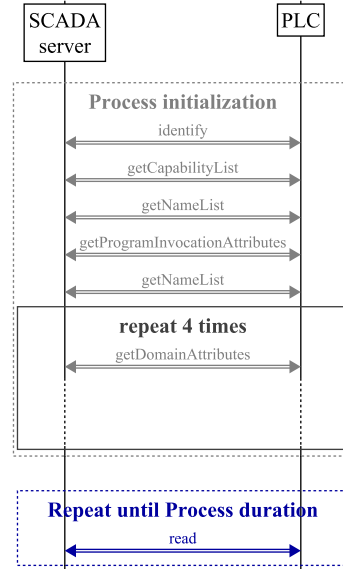 SCADA
server
PLC
Process initialization
identify
getCapabilityList
getNameList
getProgramInvocationAttributes
getNameList
repeat 4 times
getDomainAttributes
Repeat until Process duration
read